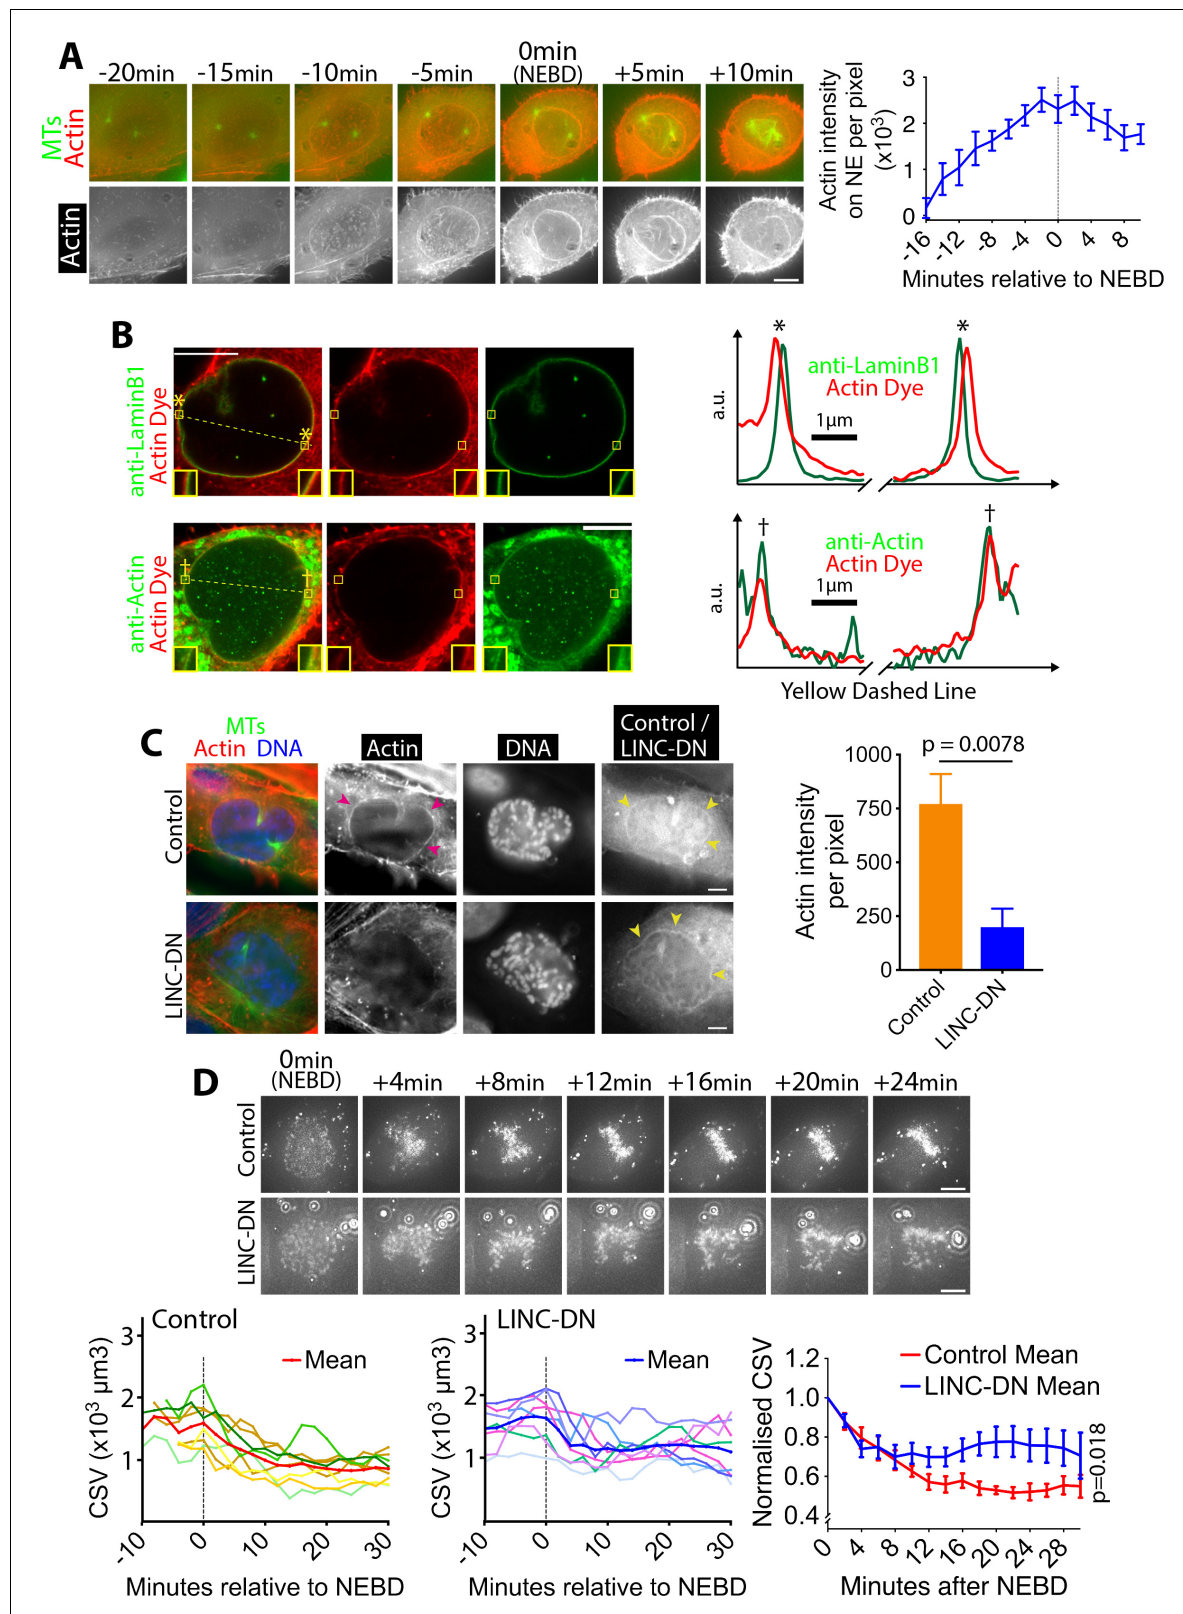 A
-20min
-15min
-10min
-5min
0min
(NEBD)
+5min
+10min
MTs
Actin
Actin
Actin intensity
on NE per pixel
(x10³)
3
2
1
0
-16
-12
-8
-4
0
4
8
Minutes relative to NEBD
B
anti-LaminB1
Actin Dye
*
*
anti-Actin
Actin Dye
†
†
a.u.
*
*
anti-LaminB1
Actin Dye
1µm
a.u.
†
†
anti-Actin
Actin Dye
1µm
Yellow Dashed Line
C
MTs
Actin DNA
Actin
DNA
Control /
LINC-DN
Control
LINC-DN
p = 0.0078
Actin intensity
per pixel
1000
750
500
250
0
Control
LINC-DN
D
0min
(NEBD)
+4min
+8min
+12min
+16min
+20min
+24min
Control
LINC-DN
Control
Mean
CSV (x10³ µm3)
3
2
1
-10
0
10
20
30
Minutes relative to NEBD
LINC-DN
Mean
CSV (x10³ µm3)
3
2
1
-10
0
10
20
30
Minutes relative to NEBD
Control Mean
LINC-DN Mean
Normalised CSV
1.2
1.0
0.8
0.6
0.4
0
4
8
12
16
20
24
28
p=0.018
Minutes after NEBD